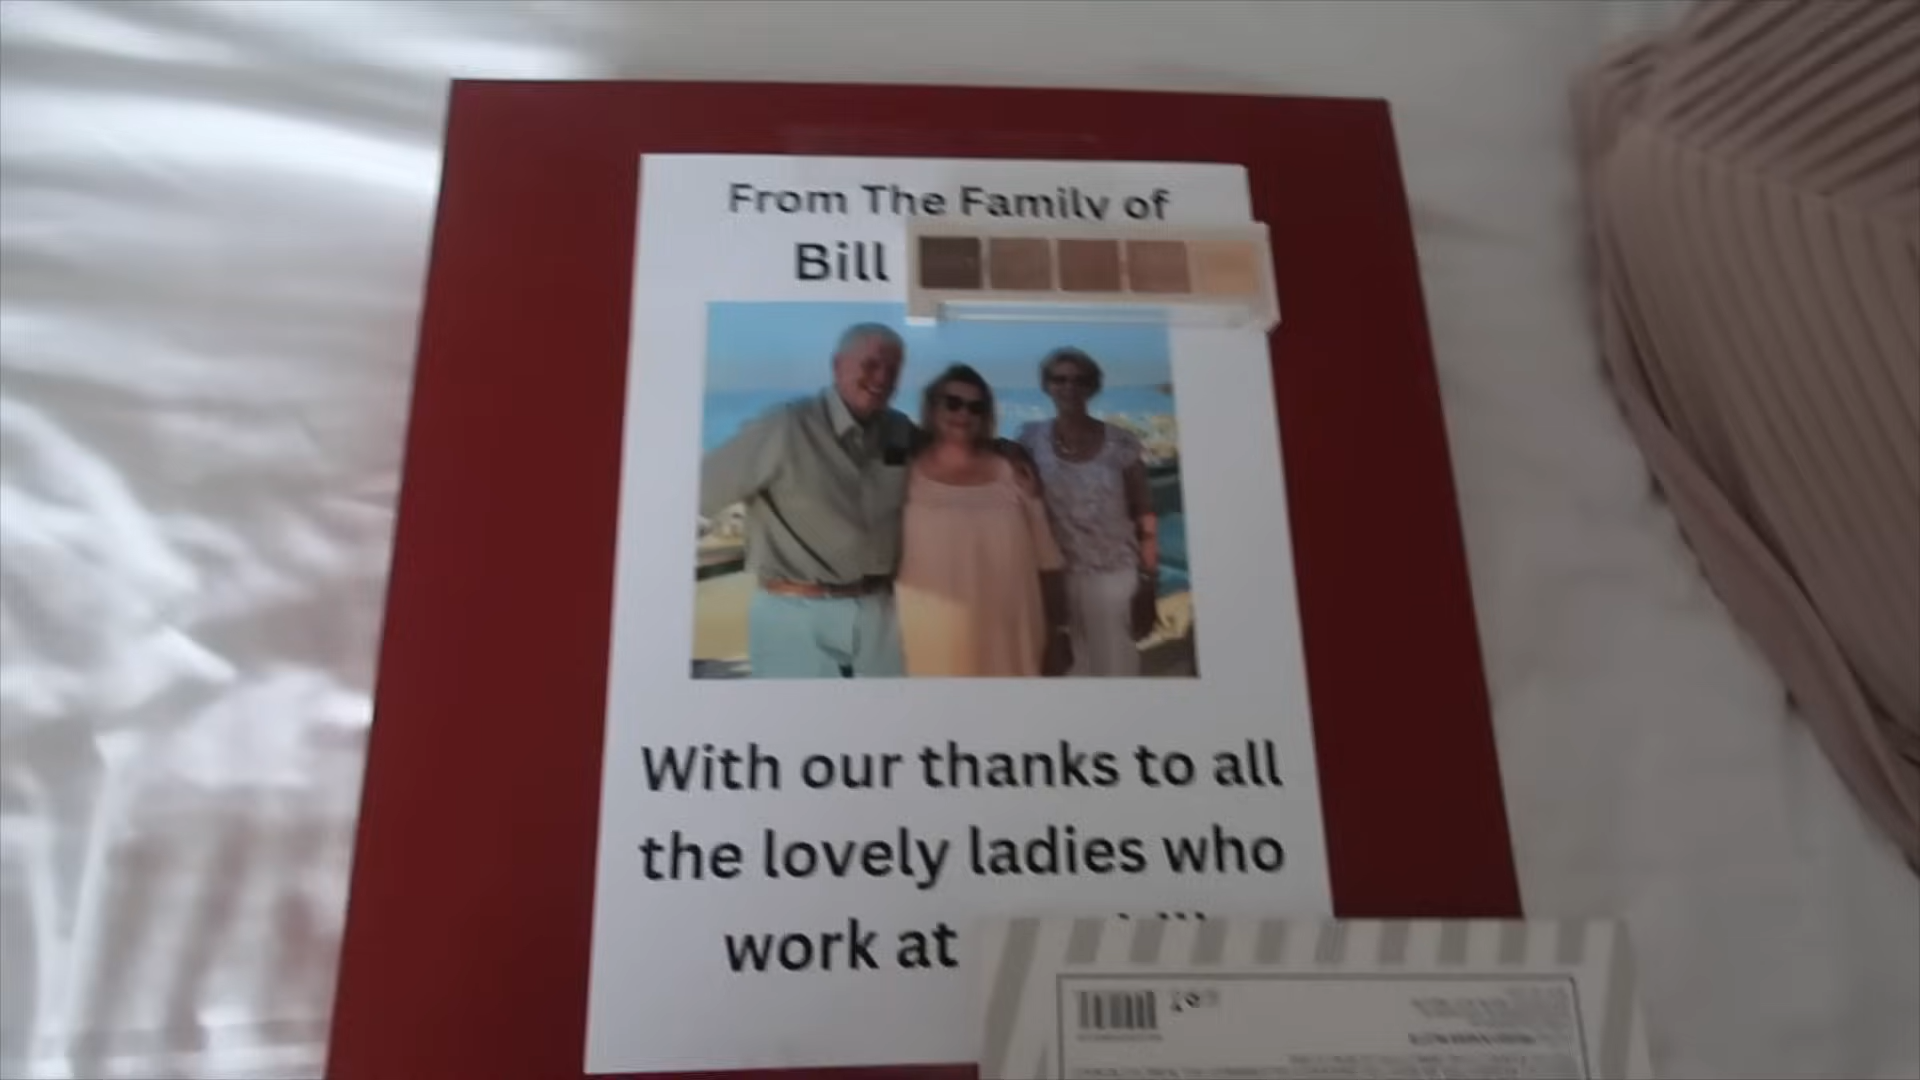 From The Family of
Bill
With our thanks to all
the lovely ladies who
work at